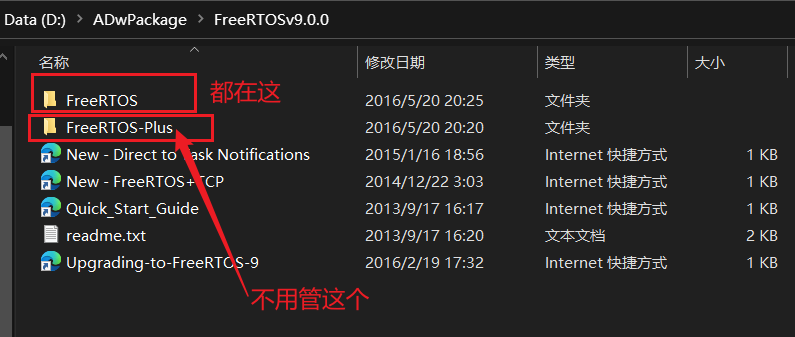 Data (D:) › ADwPackage › FreeRTOSv9.0.0
名称 修改日期 类型 大小
FreeRTOS 2016/5/20 20:25 文件夹
都在这
FreeRTOS-Plus 2016/5/20 20:20 文件夹
New - Direct to Task Notifications 2015/1/16 18:56 Internet 快捷方式 1 KB
New - FreeRTOS+TCP 2014/12/22 3:03 Internet 快捷方式 1 KB
Quick_Start_Guide 2013/9/17 16:17 Internet 快捷方式 1 KB
readme.txt 2013/9/17 16:20 文本文档 2 KB
Upgrading-to-FreeRTOS-9 2016/2/19 17:32 Internet 快捷方式 1 KB
不用管这个